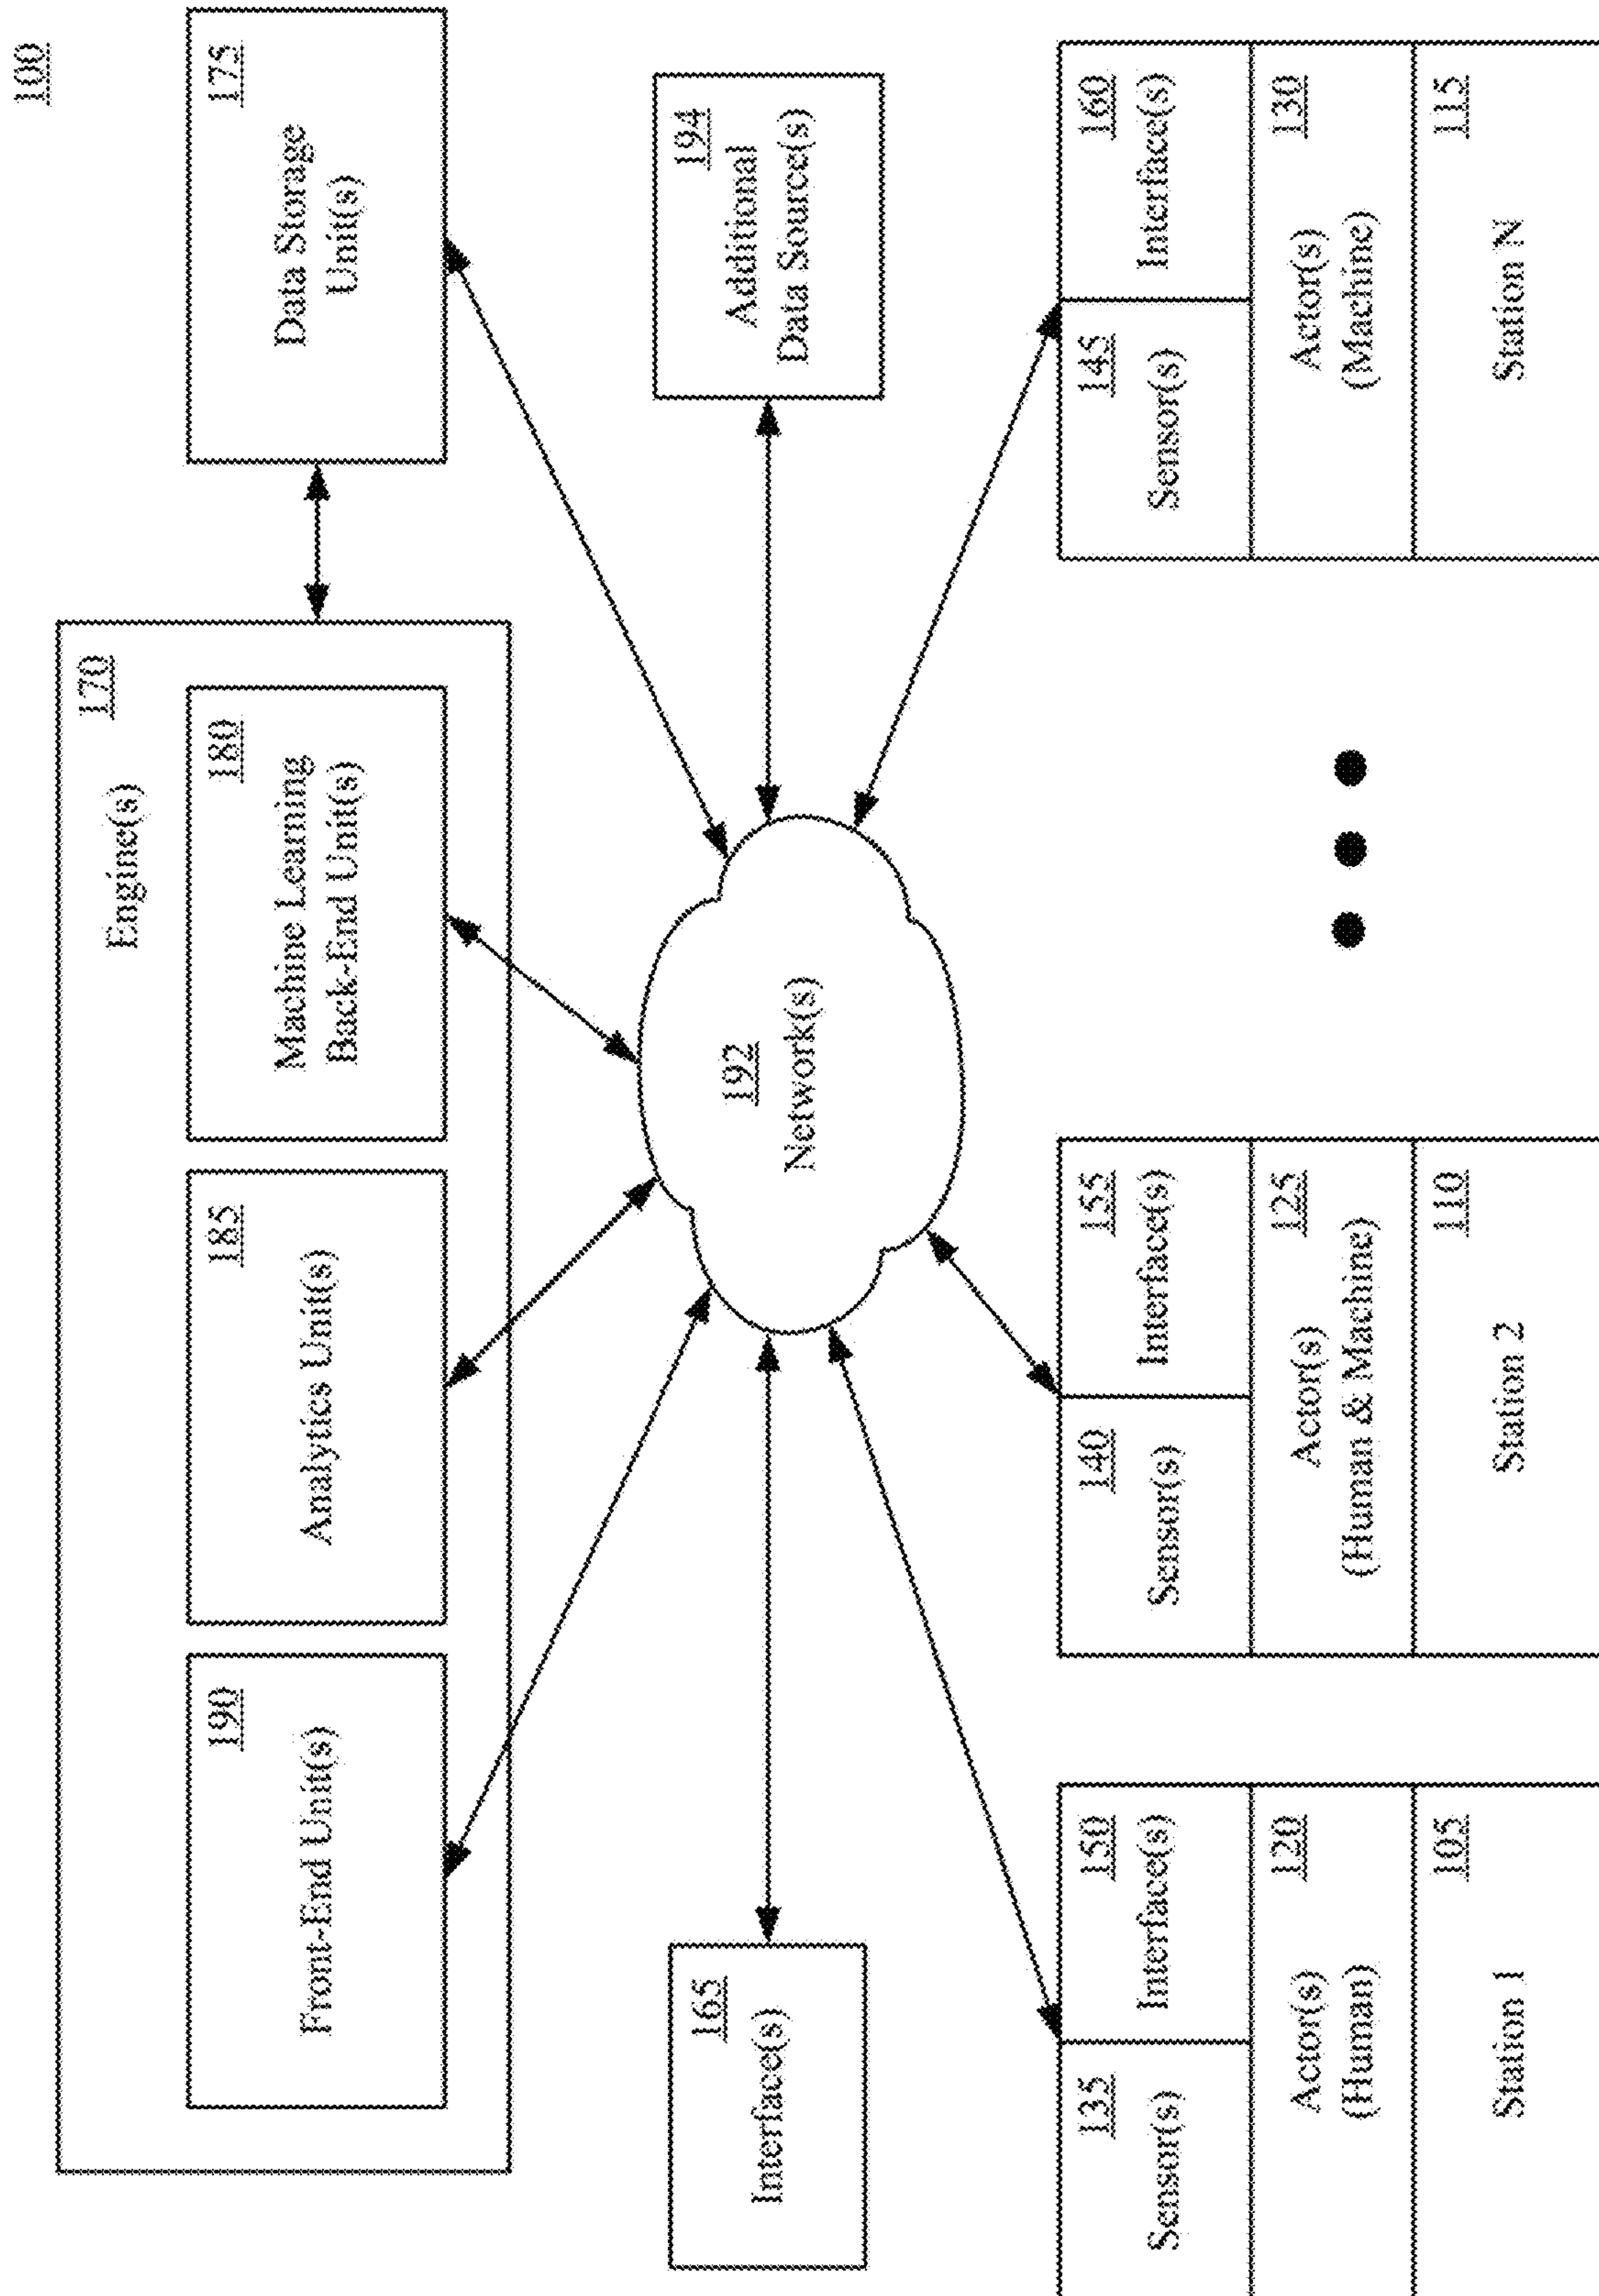 100
170
Engine(s)
190
Front-End Unit(s)
185
Analytics Unit(s)
180
Machine Learning
Back-End Unit(s)
175
Data Storage
Unit(s)
165
Interface(s)
192
Network(s)
194
Additional
Data Source(s)
135
Sensor(s)
150
Interface(s)
120
Actor(s)
(Human)
105
Station 1
140
Sensor(s)
155
Interface(s)
125
Actor(s)
(Human & Machine)
110
Station 2
145
Sensor(s)
160
Interface(s)
130
Actor(s)
(Machine)
115
Station N